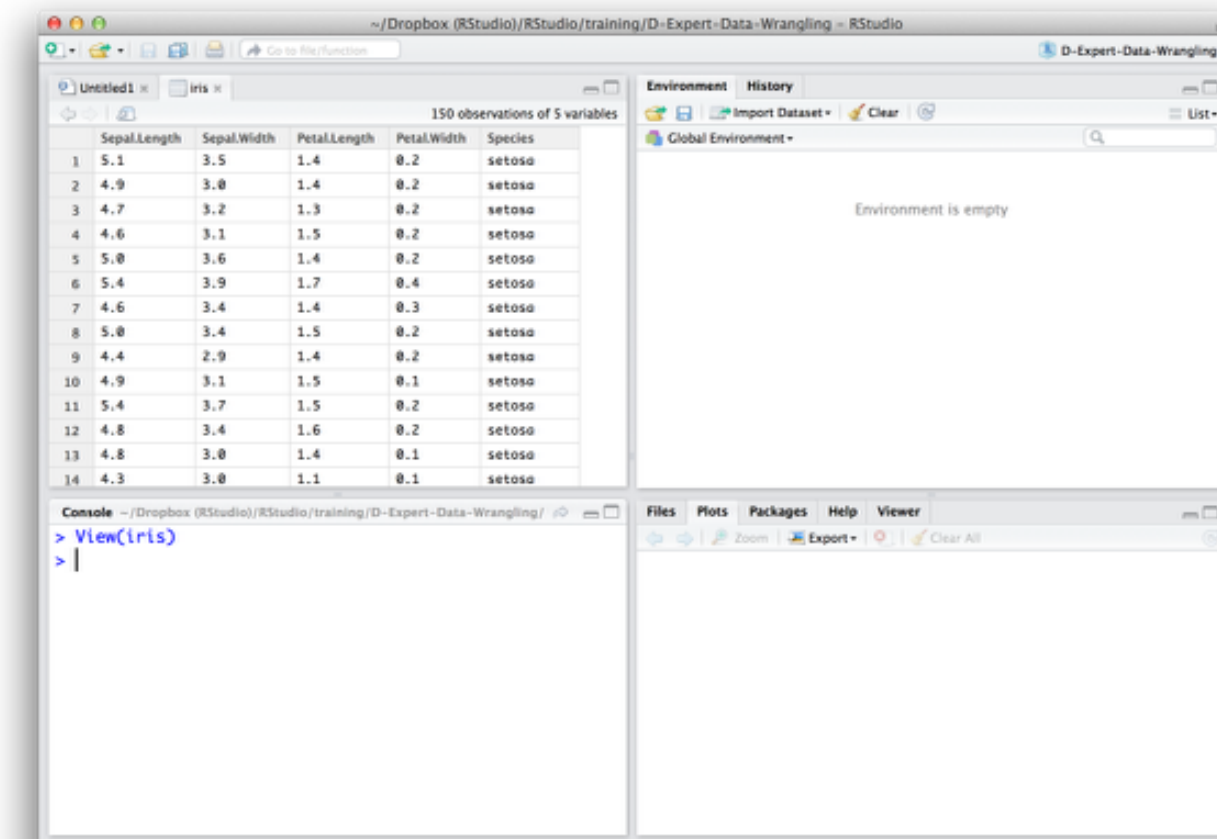 ~/Dropbox (RStudio)/RStudio/training/D-Expert-Data-Wrangling - RStudio
Go to file/function
D-Expert-Data-Wrangling
Untitled1 iris
150 observations of 5 variables
Sepal.Length Sepal.Width Petal.Length Petal.Width Species
1 5.1 3.5 1.4 0.2 setosa
2 4.9 3.0 1.4 0.2 setosa
3 4.7 3.2 1.3 0.2 setosa
4 4.6 3.1 1.5 0.2 setosa
5 5.0 3.6 1.4 0.2 setosa
6 5.4 3.9 1.7 0.4 setosa
7 4.6 3.4 1.4 0.3 setosa
8 5.0 3.4 1.5 0.2 setosa
9 4.4 2.9 1.4 0.2 setosa
10 4.9 3.1 1.5 0.1 setosa
11 5.4 3.7 1.5 0.2 setosa
12 4.8 3.4 1.6 0.2 setosa
13 4.8 3.0 1.4 0.1 setosa
14 4.3 3.0 1.1 0.1 setosa
Environment History
Import Dataset Clear List
Global Environment
Environment is empty
Console ~/Dropbox (RStudio)/RStudio/training/D-Expert-Data-Wrangling/
> View(iris)
>
Files Plots Packages Help Viewer
Zoom Export Clear All